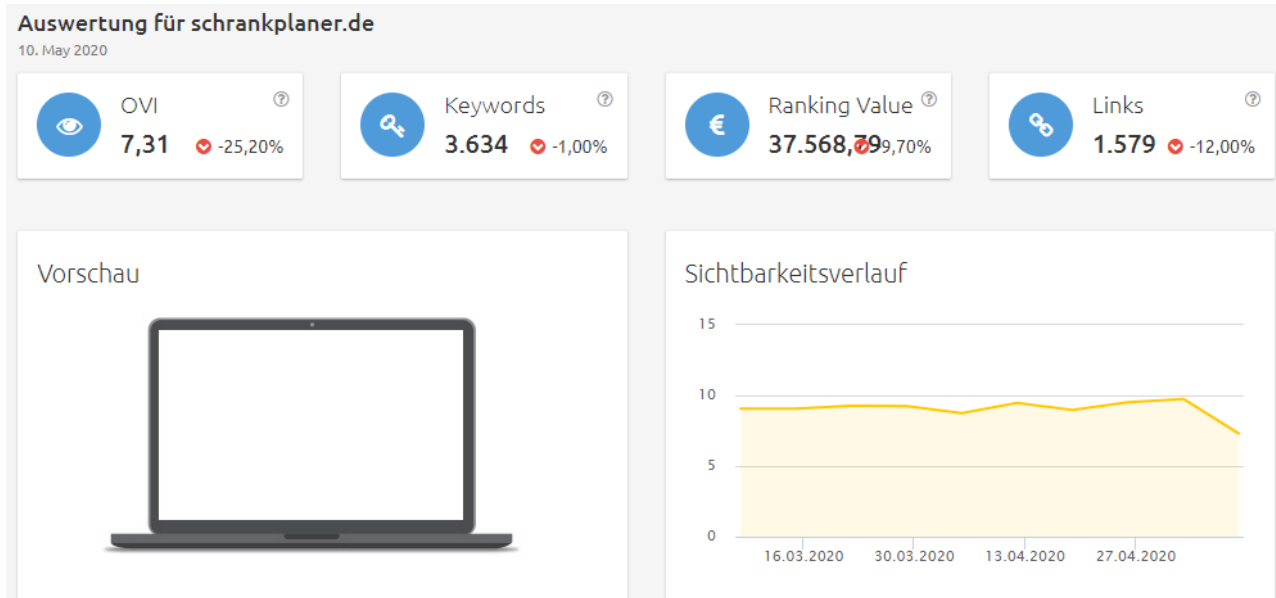 Auswertung für schrankplaner.de
10. May 2020
OVI ?
7,31 -25,20%
Keywords ?
3.634 -1,00%
Ranking Value ?
€ 37.568,79 9,70%
Links ?
1.579 -12,00%
Vorschau
Sichtbarkeitsverlauf
15
10
5
0
16.03.2020 30.03.2020 13.04.2020 27.04.2020